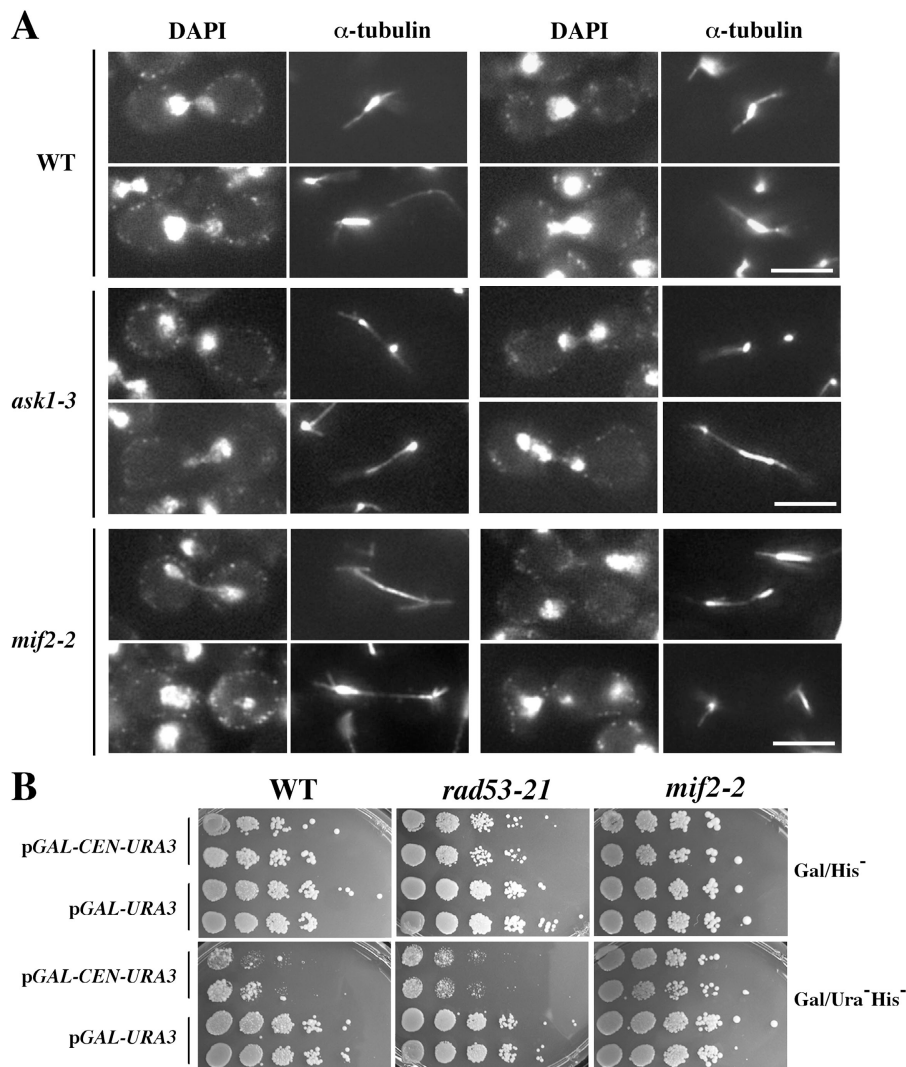 A
DAPI α-tubulin DAPI α-tubulin
WT
ask1-3
mif2-2
B
WT rad53-21 mif2-2
pGAL-CEN-URA3
pGAL-URA3
Gal/His-
pGAL-CEN-URA3
pGAL-URA3
Gal/Ura-His-